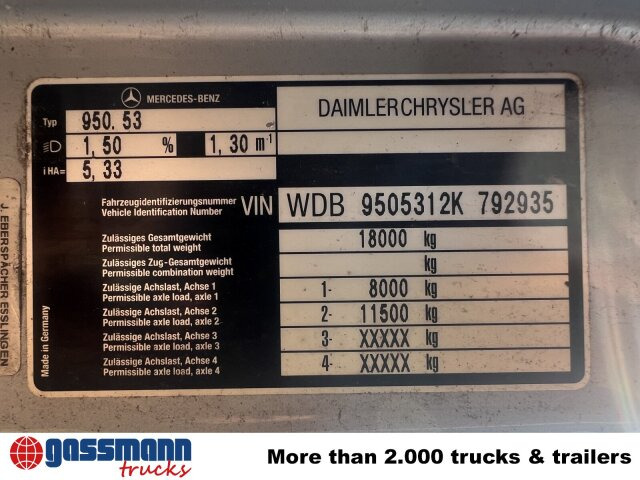 MERCEDES-BENZ
DAIMLERCHRYSLER AG
Typ 950.53
1,50 % 1,30 m⁻¹
i HA= 5,33
Fahrzeugidentifizierungsnummer
Vehicle Identification Number
VIN WDB 9505312K 792935
Zulässiges Gesamtgewicht
Permissible total weight
18000 kg
Zulässiges Zug-Gesamtgewicht
Permissible combination weight
kg
Zulässige Achslast, Achse 1
Permissible axle load, axle 1
1- 8000 kg
Zulässige Achslast, Achse 2
Permissible axle load, axle 2
2- 11500 kg
Zulässige Achslast, Achse 3
Permissible axle load, axle 3
3- XXXXX kg
Zulässige Achslast, Achse 4
Permissible axle load, axle 4
4- XXXXX kg
Made in Germany
J. EBERSPÄCHER ESSLINGEN
gassmann
trucks
More than 2.000 trucks & trailers